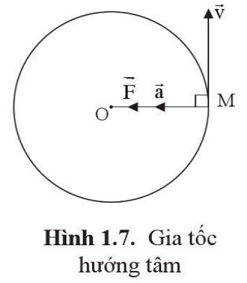 v⃗
F⃗ a⃗
O M
Hình 1.7. Gia tốc
hướng tâm